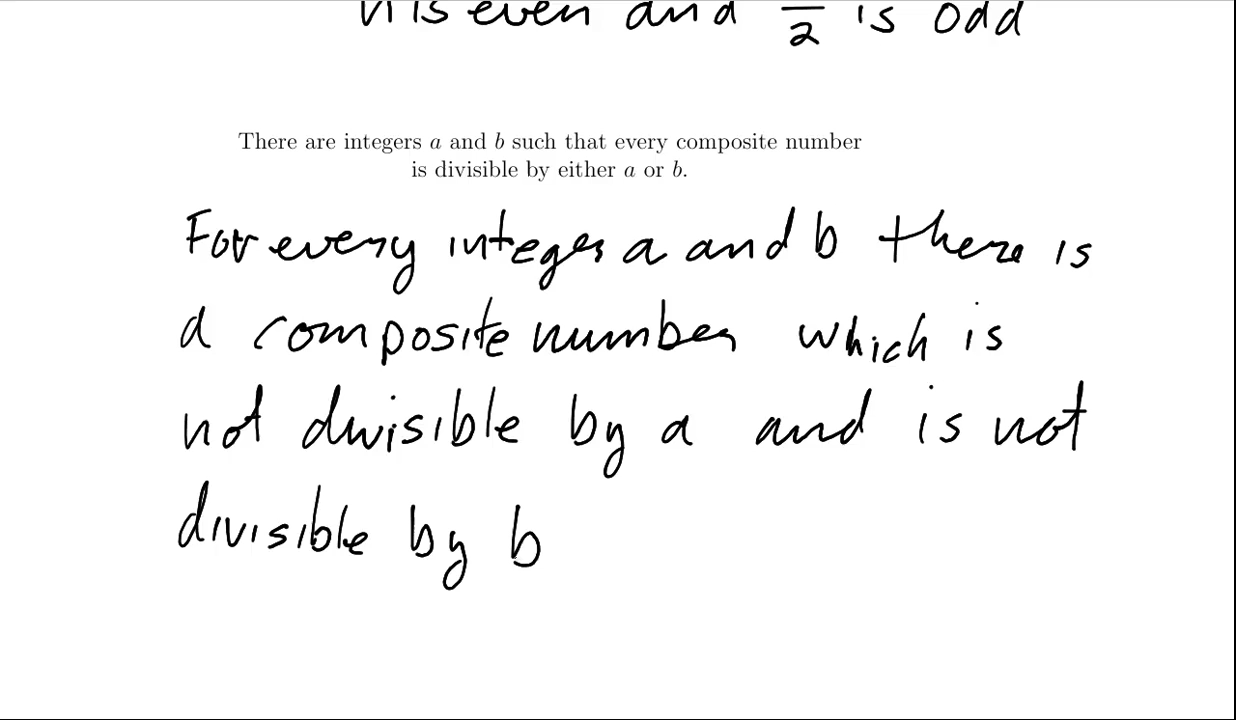 n is even and /2 is odd
There are integers a and b such that every composite number
is divisible by either a or b.
For every integers a and b there is
a composite number which is
not divisible by a and is not
divisible by b